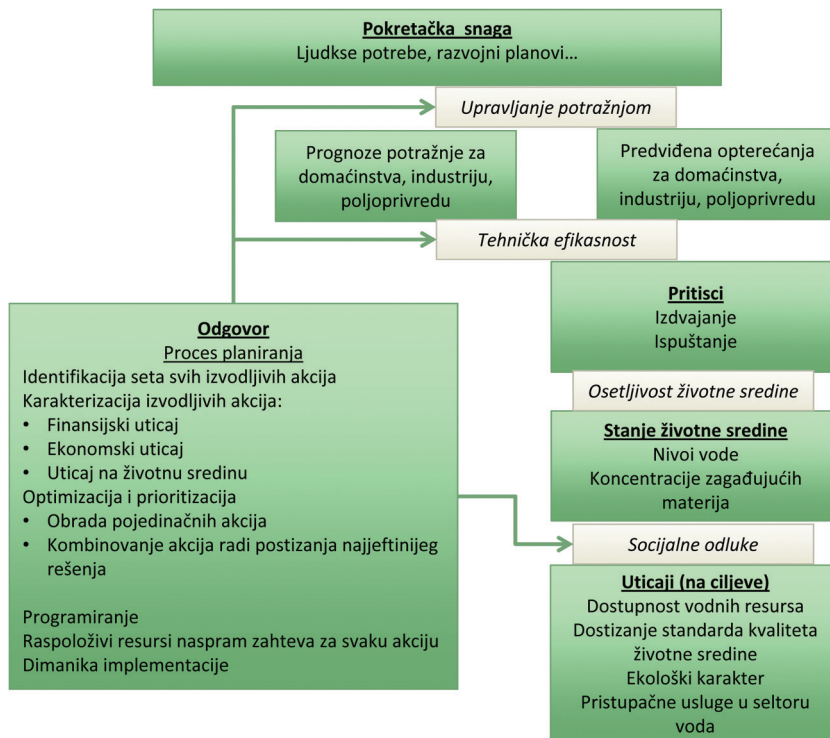 Pokretačka snaga
Ljudkse potrebe, razvojni planovi…
Upravljanje potražnjom
Prognoze potražnje za
domaćinstva, industriju,
poljoprivredu
Predviđena opterećanja
za domaćinstva,
industriju, poljoprivredu
Tehnička efikasnost
Pritisci
Izdvajanje
Ispuštanje
Osetljivost životne sredine
Stanje životne sredine
Nivoi vode
Koncentracije zagađujućih
materija
Socijalne odluke
Uticaji (na ciljeve)
Dostupnost vodnih resursa
Dostizanje standarda kvaliteta
životne sredine
Ekološki karakter
Pristupačne usluge u seltoru
voda
Odgovor
Proces planiranja
Identifikacija seta svih izvodljivih akcija
Karakterizacija izvodljivih akcija:
• Finansijski uticaj
• Ekonomski uticaj
• Uticaj na životnu sredinu
Optimizacija i prioritizacija
• Obrada pojedinačnih akcija
• Kombinovanje akcija radi postizanja najjeftinijeg
rešenja
Programiranje
Raspoloživi resursi naspram zahteva za svaku akciju
Dimanika implementacije